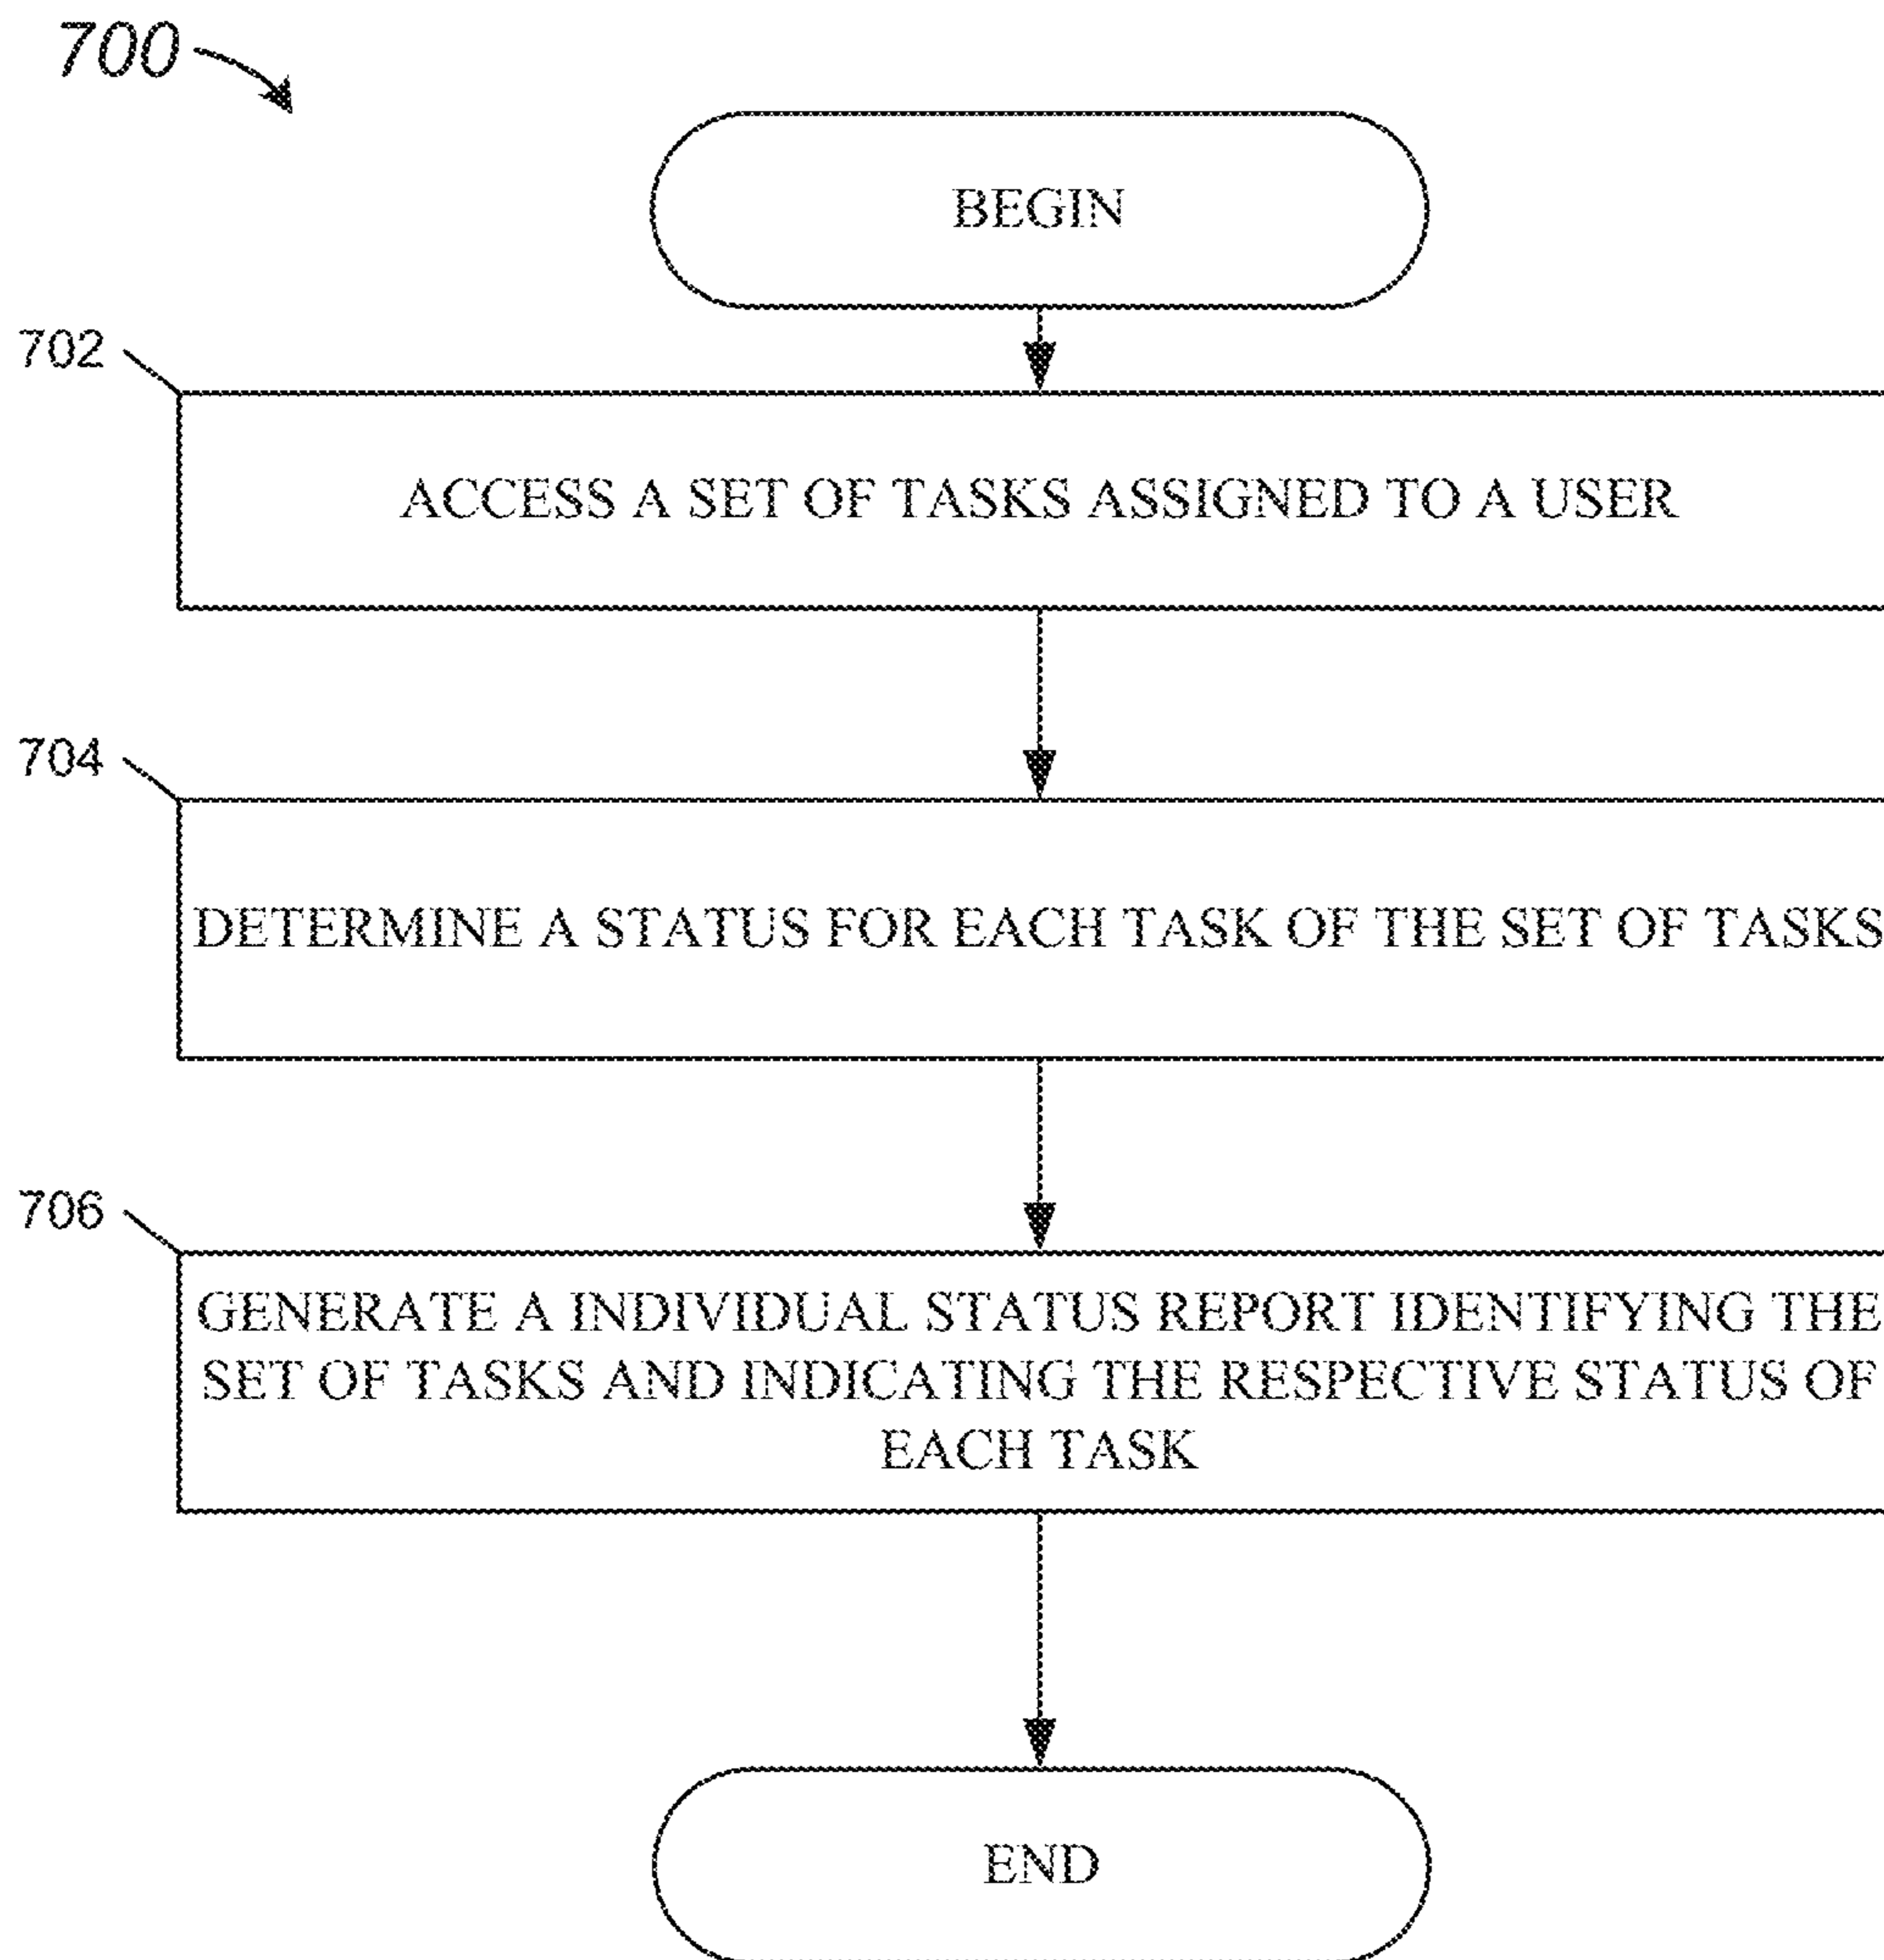 700
BEGIN
702
ACCESS A SET OF TASKS ASSIGNED TO A USER
704
DETERMINE A STATUS FOR EACH TASK OF THE SET OF TASKS
706
GENERATE A INDIVIDUAL STATUS REPORT IDENTIFYING THE
SET OF TASKS AND INDICATING THE RESPECTIVE STATUS OF
EACH TASK
END